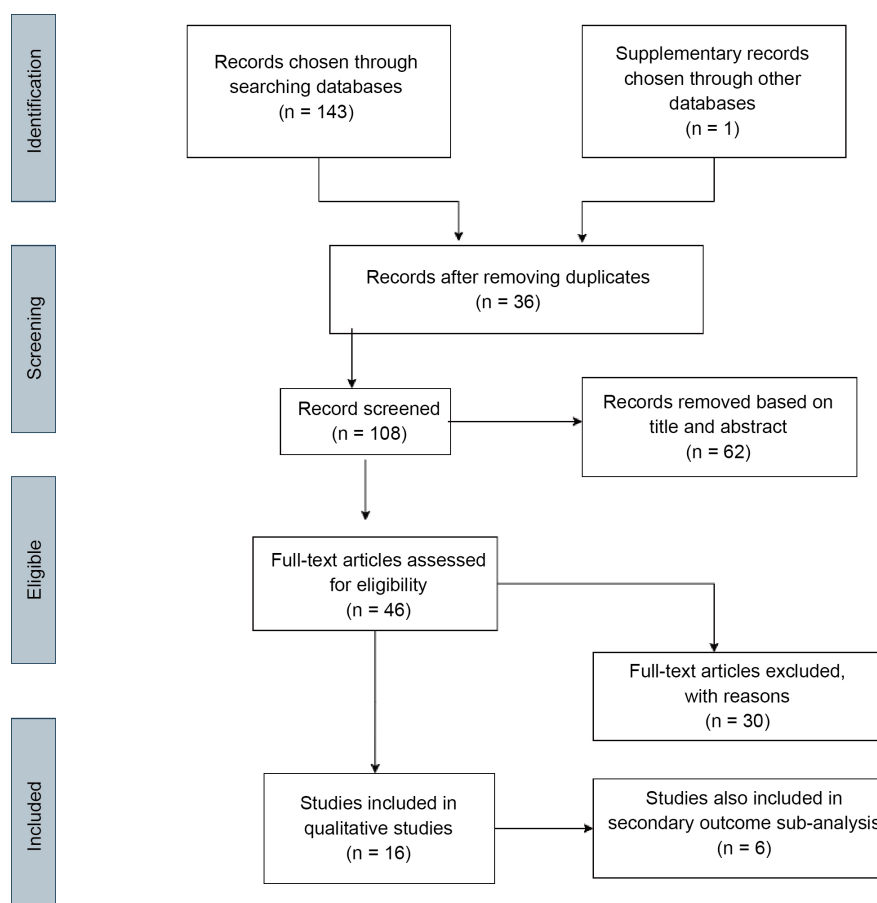 Identification
Records chosen through
searching databases
(n = 143)
Supplementary records
chosen through other
databases
(n = 1)
Screening
Records after removing duplicates
(n = 36)
Record screened
(n = 108)
Records removed based on
title and abstract
(n = 62)
Eligible
Full-text articles assessed
for eligibility
(n = 46)
Full-text articles excluded,
with reasons
(n = 30)
Included
Studies included in
qualitative studies
(n = 16)
Studies also included in
secondary outcome sub-analysis
(n = 6)